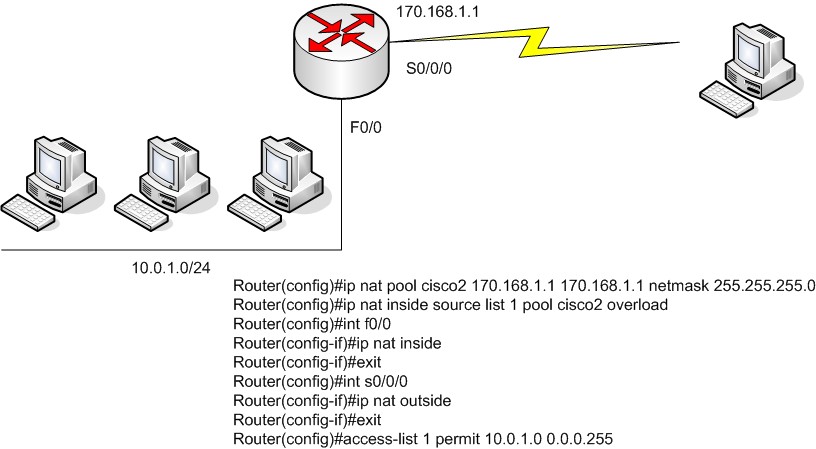 170.168.1.1
S0/0/0
F0/0
10.0.1.0/24
Router(config)#ip nat pool cisco2 170.168.1.1 170.168.1.1 netmask 255.255.255.0
Router(config)#ip nat inside source list 1 pool cisco2 overload
Router(config)#int f0/0
Router(config-if)#ip nat inside
Router(config-if)#exit
Router(config)#int s0/0/0
Router(config-if)#ip nat outside
Router(config-if)#exit
Router(config)#access-list 1 permit 10.0.1.0 0.0.0.255